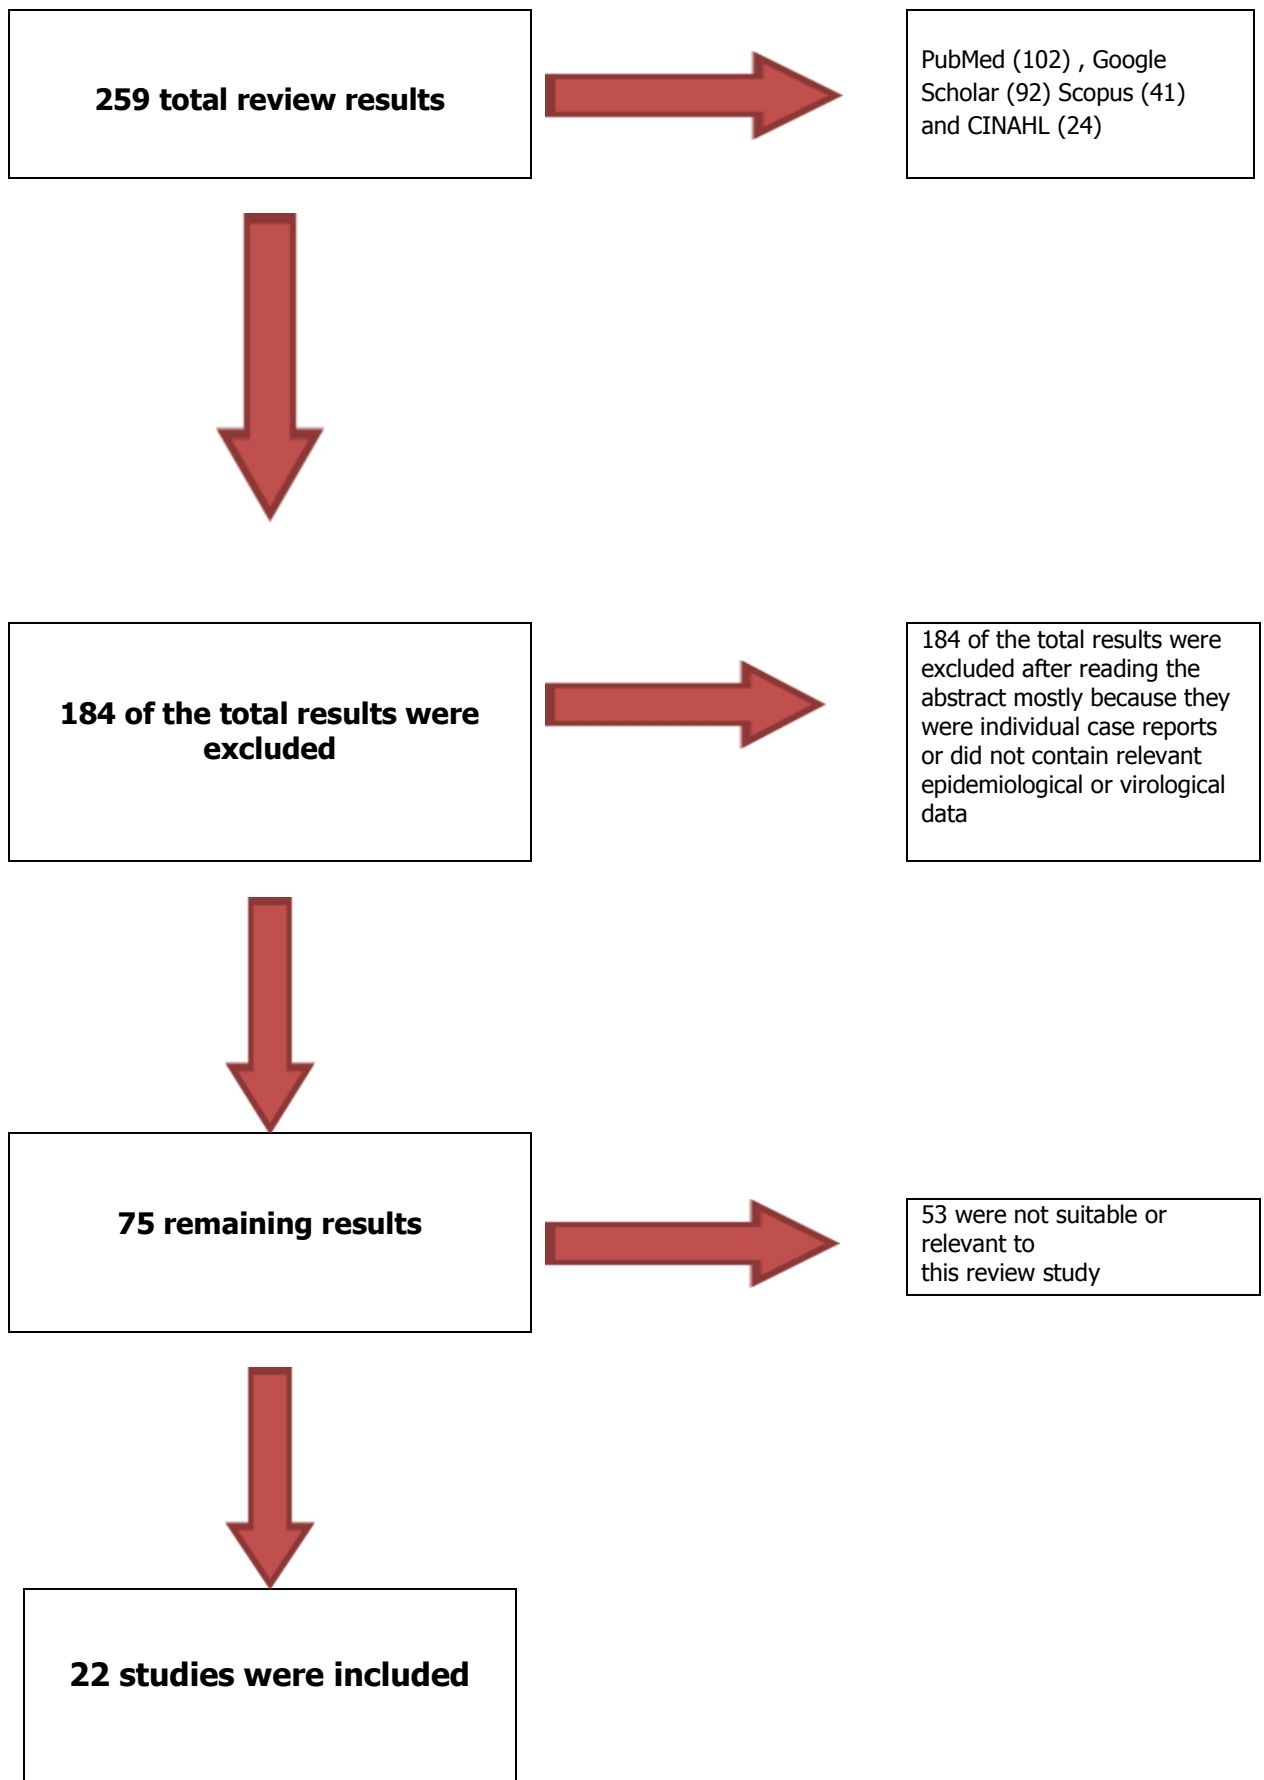 259 total review results
PubMed (102) , Google
Scholar (92) Scopus (41)
and CINAHL (24)
184 of the total results were
excluded
184 of the total results were
excluded after reading the
abstract mostly because they
were individual case reports
or did not contain relevant
epidemiological or virological
data
75 remaining results
53 were not suitable or
relevant to
this review study
22 studies were included